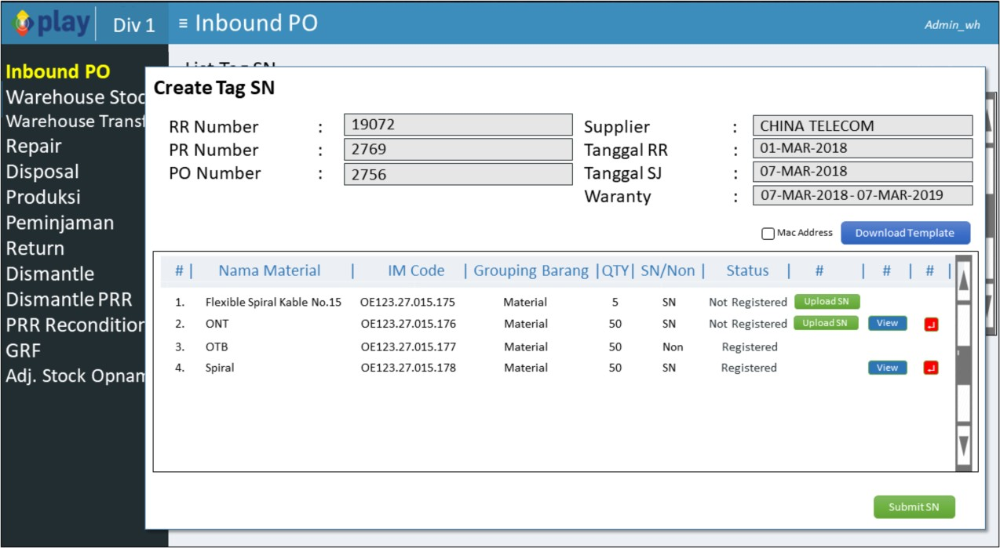 play Div 1 ≡ Inbound PO Admin_wh
Inbound PO
Warehouse Stoc
Warehouse Transf
Repair
Disposal
Produksi
Peminjaman
Return
Dismantle
Dismantle PRR
PRR Recondition
GRF
Adj. Stock Opnam
List Tag SN
Create Tag SN
RR Number : 19072 Supplier : CHINA TELECOM
PR Number : 2769 Tanggal RR : 01-MAR-2018
PO Number : 2756 Tanggal SJ : 07-MAR-2018
Waranty : 07-MAR-2018 - 07-MAR-2019
Mac Address Download Template
# | Nama Material | IM Code | Grouping Barang | QTY | SN/Non | Status | # | # | # |
1. Flexible Spiral Kable No.15 OE123.27.015.175 Material 5 SN Not Registered Upload SN
2. ONT OE123.27.015.176 Material 50 SN Not Registered Upload SN View
3. OTB OE123.27.015.177 Material 50 Non Registered
4. Spiral OE123.27.015.178 Material 50 SN Registered View
Submit SN